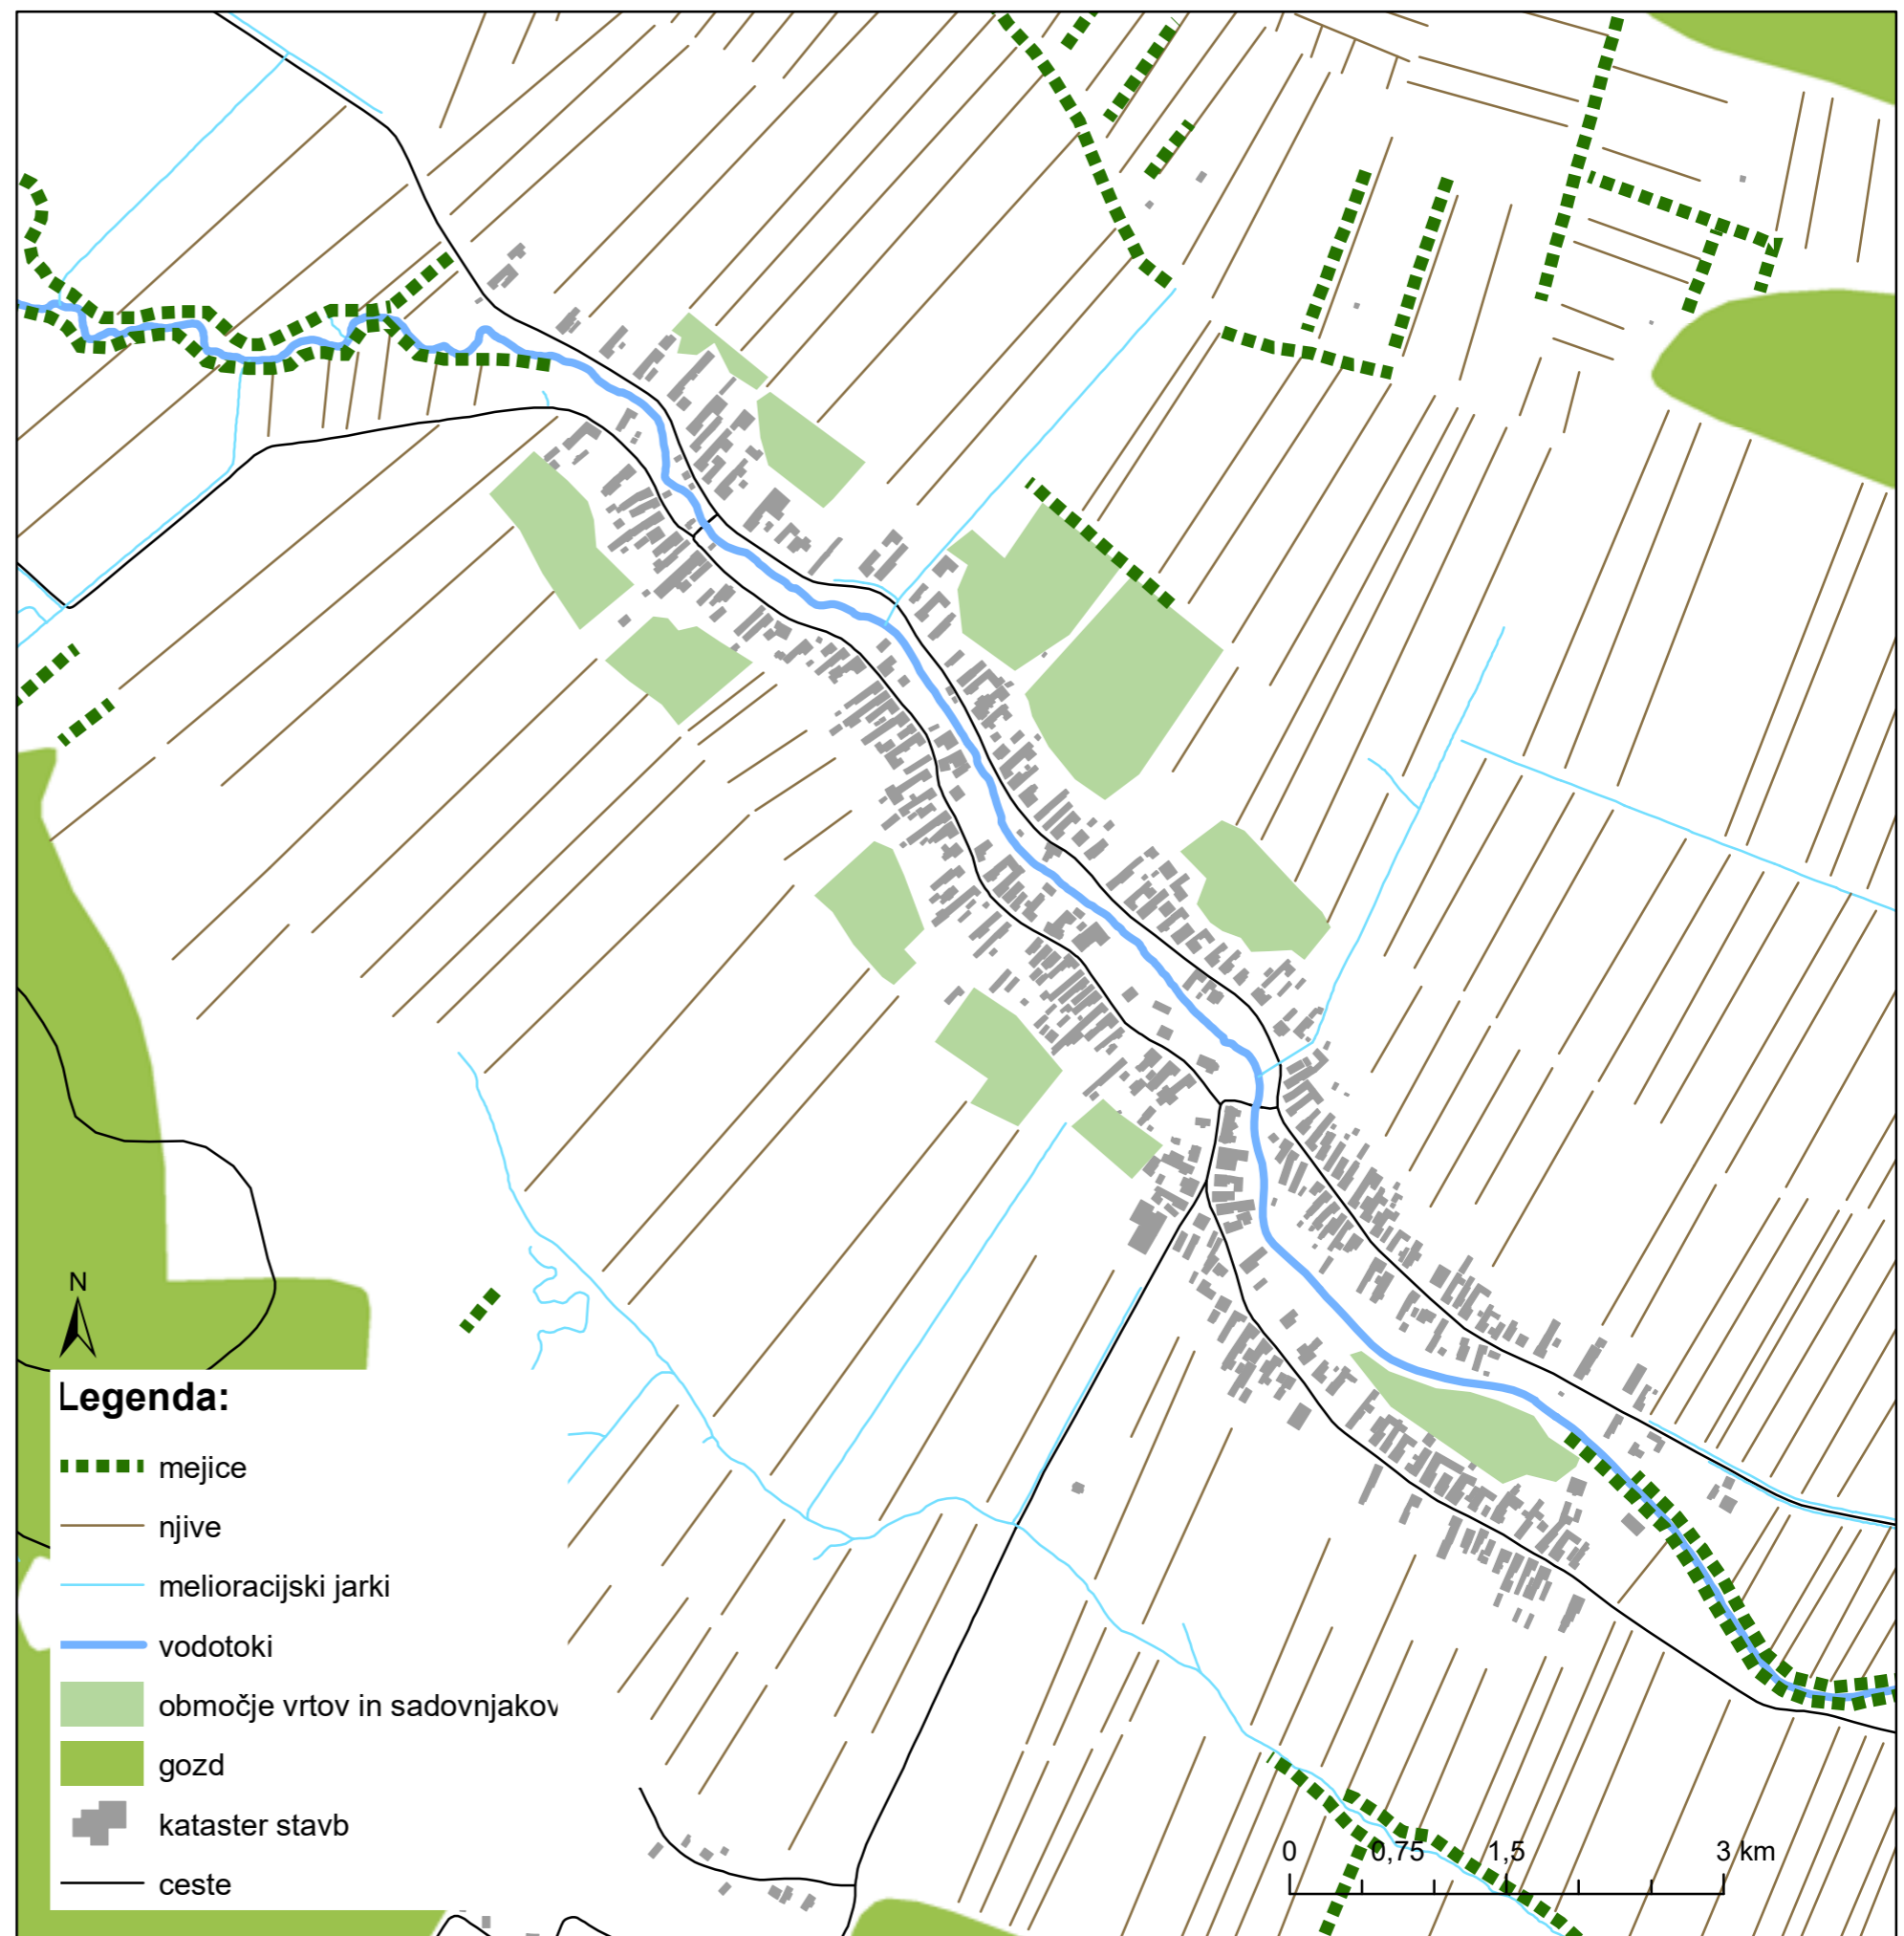 N
Legenda:
mejice
njive
melioracijski jarki
vodotoki
območje vrtov in sadovnjakov
gozd
kataster stavb
ceste
0 0,75 1,5 3 km